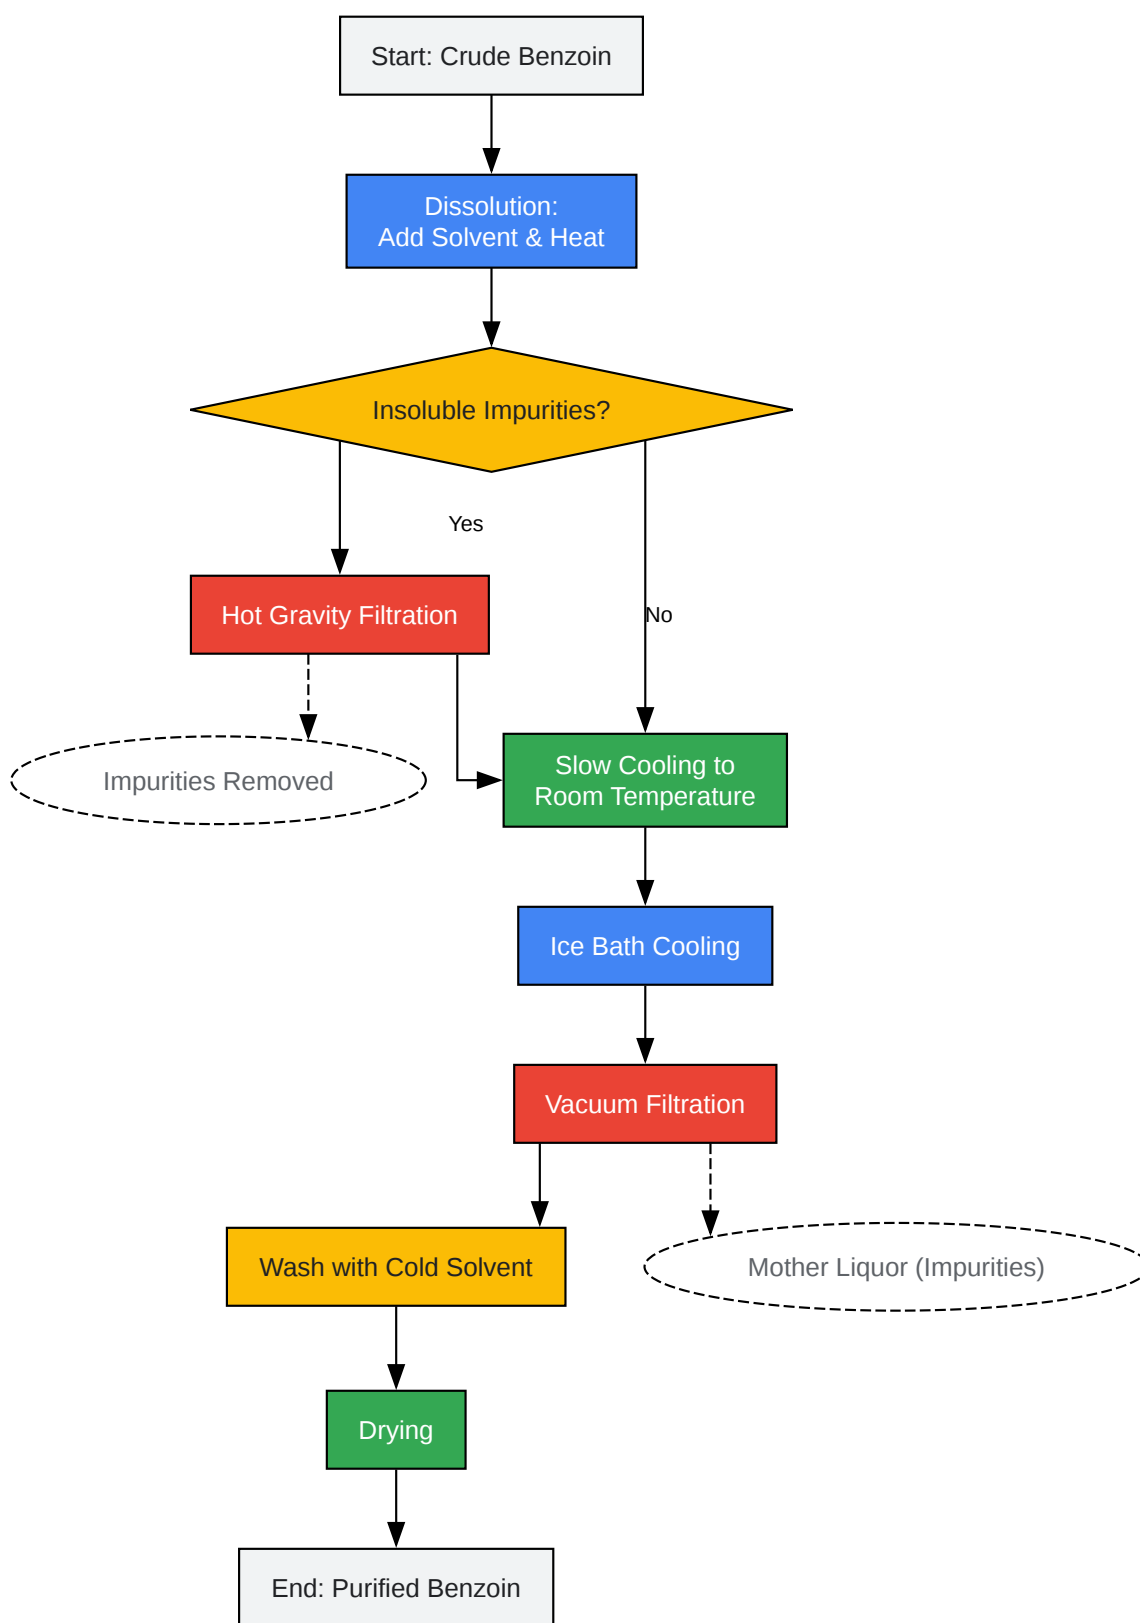 Start: Crude Benzoin
Dissolution:
Add Solvent & Heat
Insoluble Impurities?
Yes
Hot Gravity Filtration
No
Impurities Removed
Slow Cooling to
Room Temperature
Ice Bath Cooling
Vacuum Filtration
Wash with Cold Solvent
Mother Liquor (Impurities)
Drying
End: Purified Benzoin